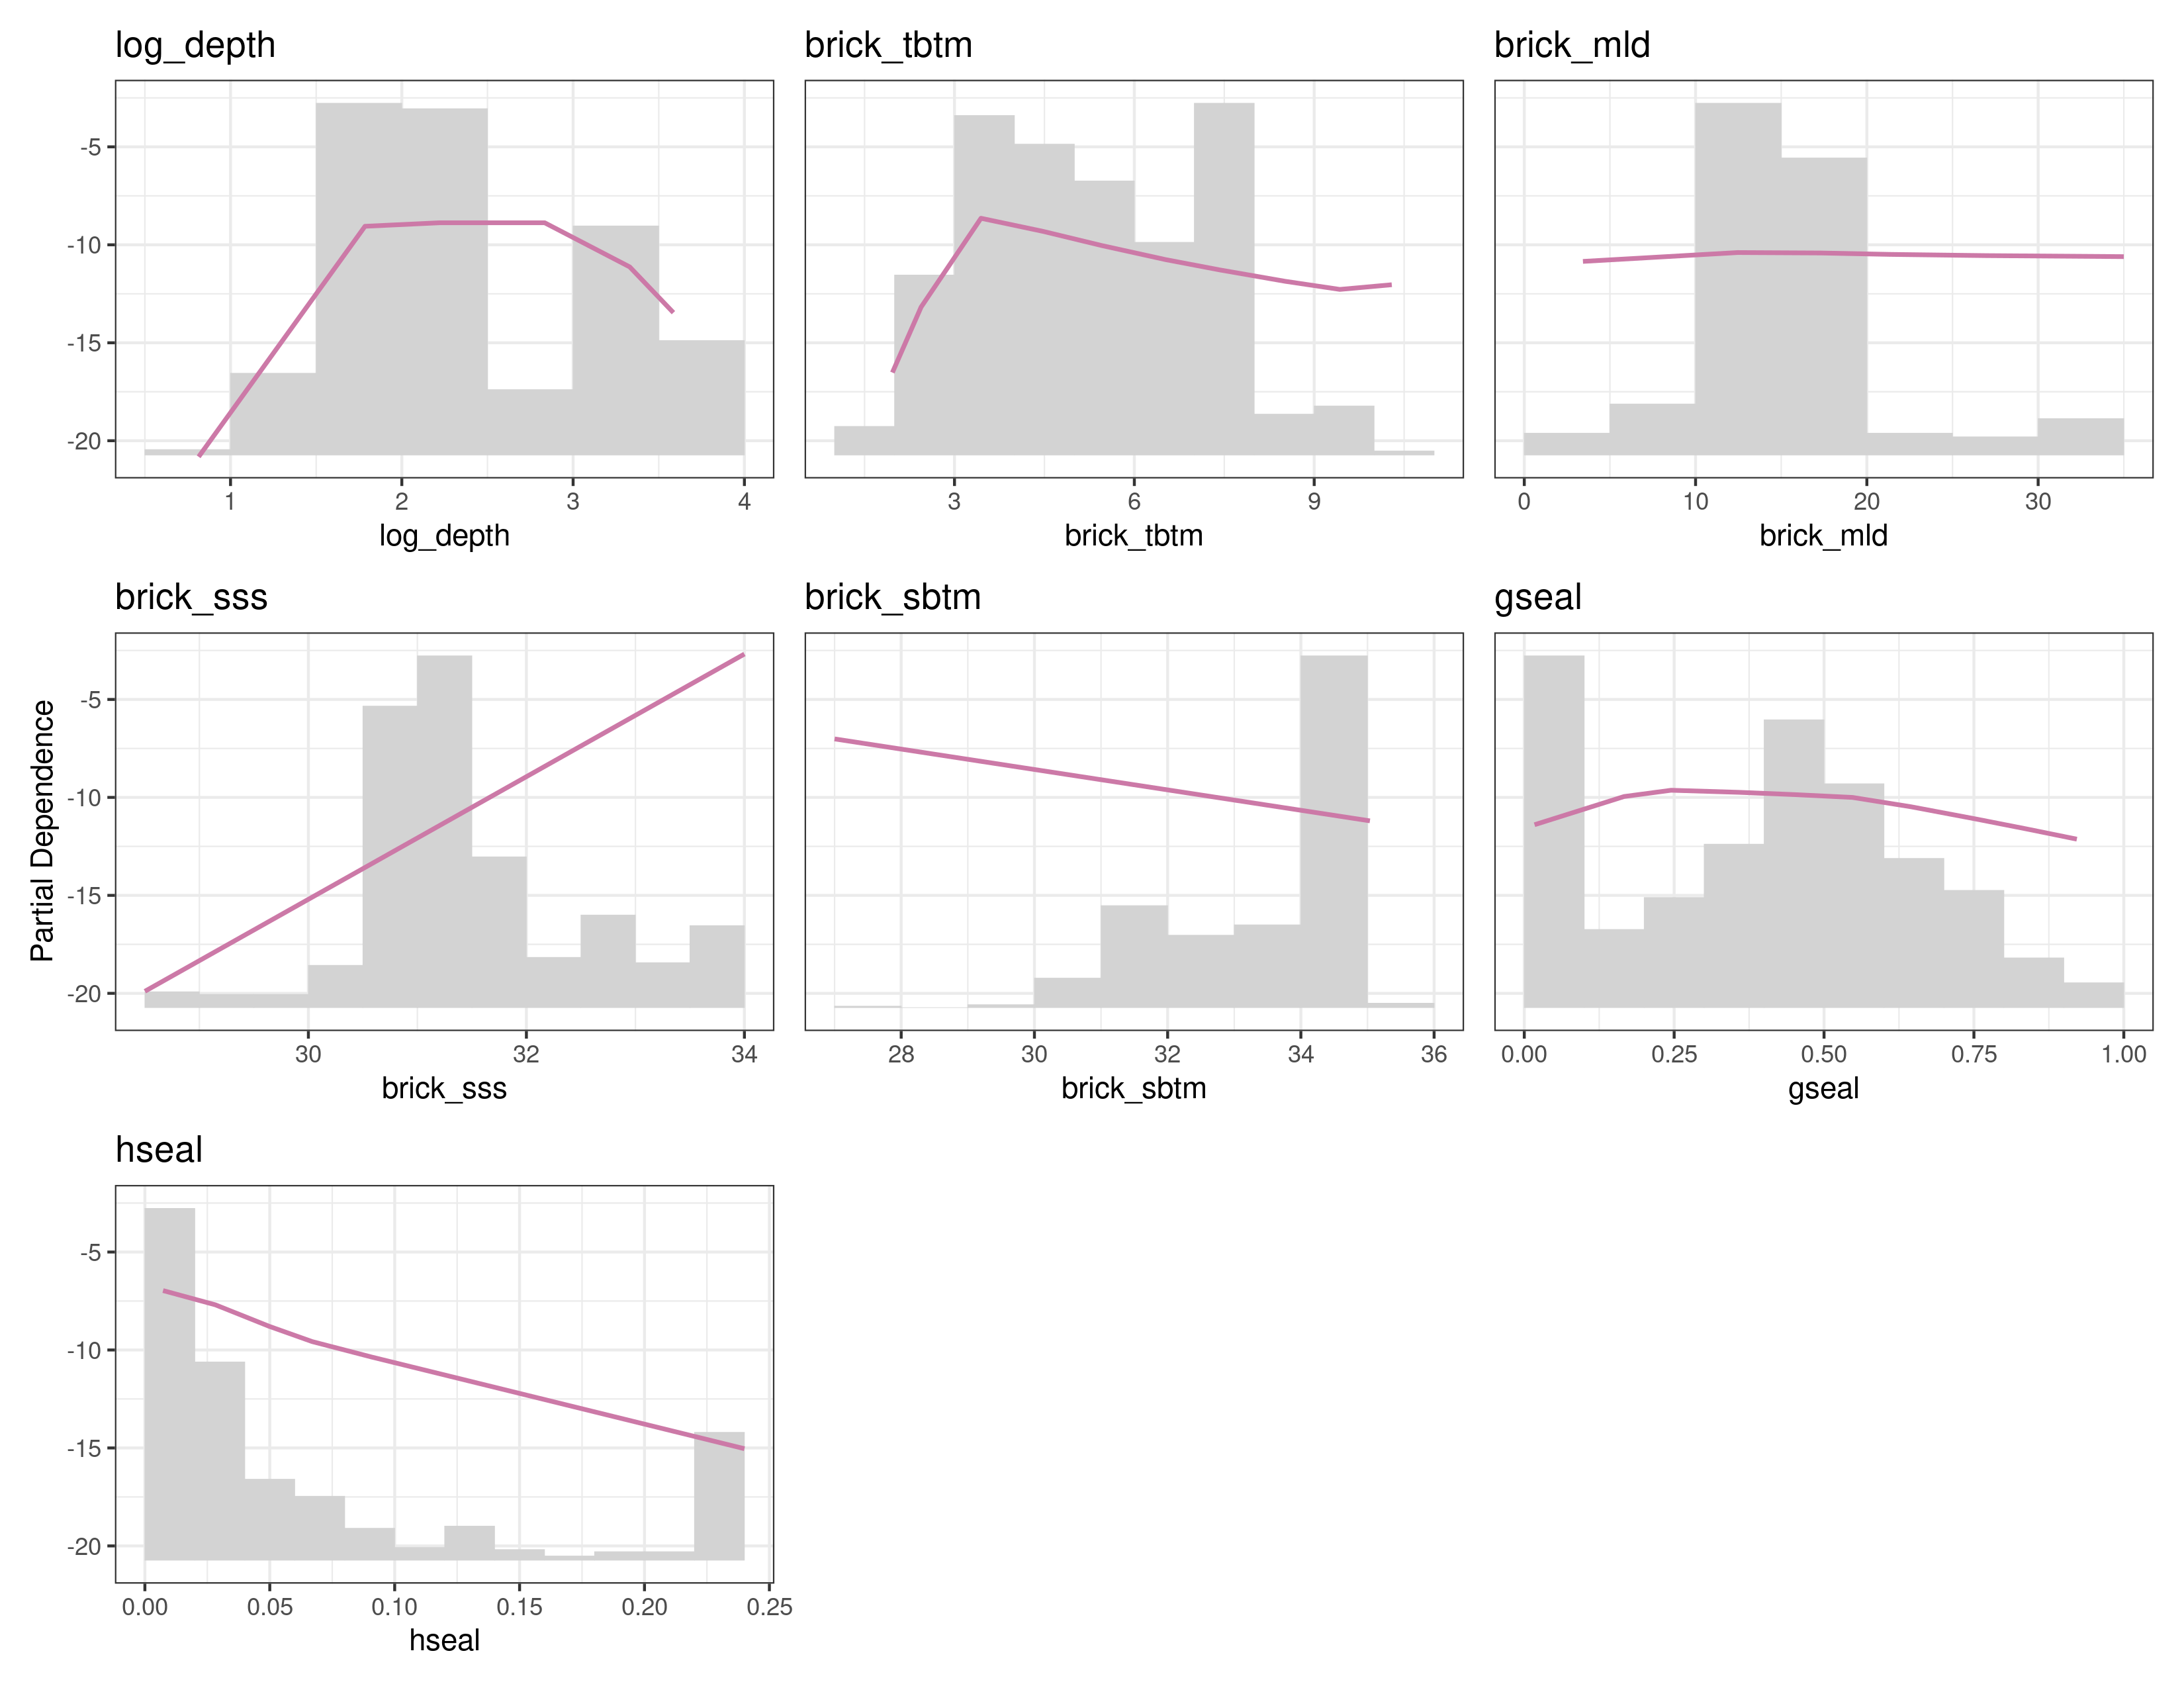 log_depth brick_tbtm brick_mld
-5
-10
-15
-20
1 2 3 4 3 6 9 0 10 20 30
log_depth brick_tbtm brick_mld
brick_sss brick_sbtm gseal
-5
-10
-15
-20
Partial Dependence
30 32 34 28 30 32 34 36 0.00 0.25 0.50 0.75 1.00
brick_sss brick_sbtm gseal
hseal
-5
-10
-15
-20
0.00 0.05 0.10 0.15 0.20 0.25
hseal